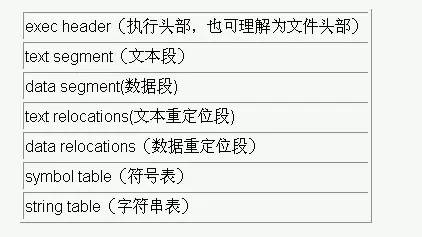 exec header（执行头部，也可理解为文件头部）
text segment（文本段）
data segment(数据段)
text relocations(文本重定位段)
data relocations（数据重定位段）
symbol table（符号表）
string table（字符串表）